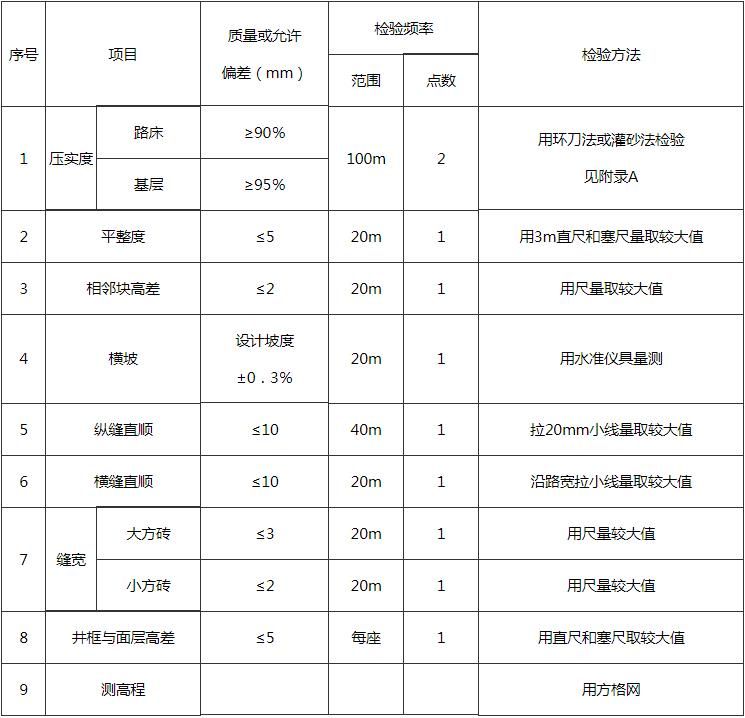 序号 项目 质量或允许偏差（mm） 检验频率 检验方法
范围 点数
1 压实度 路床 ≥90% 100m 2 用环刀法或灌砂法检验
见附录A
基层 ≥95%
2 平整度 ≤5 20m 1 用3m直尺和塞尺量取较大值
3 相邻块高差 ≤2 20m 1 用尺量取较大值
4 横坡 设计坡度 20m 1 用水准仪具量测
±0．3%
5 纵缝直顺 ≤10 40m 1 拉20mm小线量取较大值
6 横缝直顺 ≤10 20m 1 沿路宽拉小线量取较大值
7 缝宽 大方砖 ≤3 20m 1 用尺量较大值
小方砖 ≤2 20m 1 用尺量较大值
8 井框与面层高差 ≤5 每座 1 用直尺和塞尺取较大值
9 测高程 用方格网